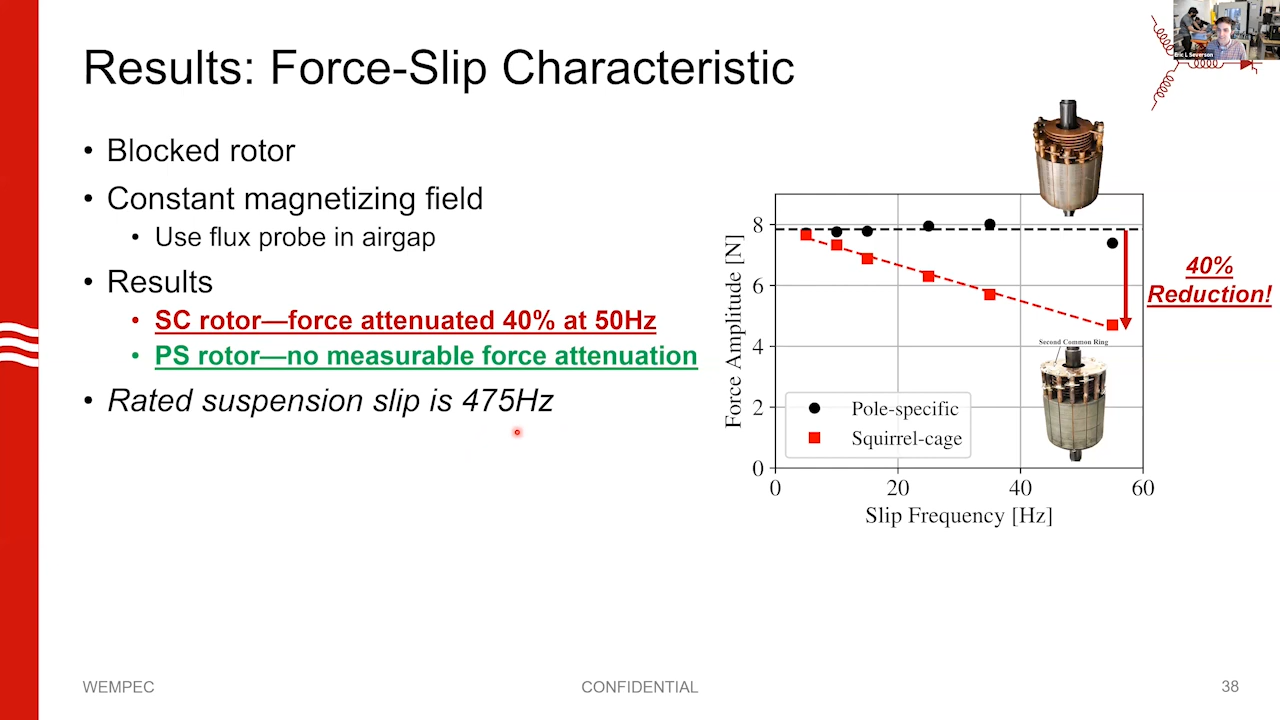 Eric L Severson
Results: Force-Slip Characteristic
• Blocked rotor
• Constant magnetizing field
• Use flux probe in airgap
• Results
• SC rotor—force attenuated 40% at 50Hz
• PS rotor—no measurable force attenuation
• Rated suspension slip is 475Hz
Force Amplitude [N]
8
6
4
2
0
0
20
40
60
Slip Frequency [Hz]
Pole-specific
Squirrel-cage
Second Common Ring
40%
Reduction!
WEMPEC
CONFIDENTIAL
38